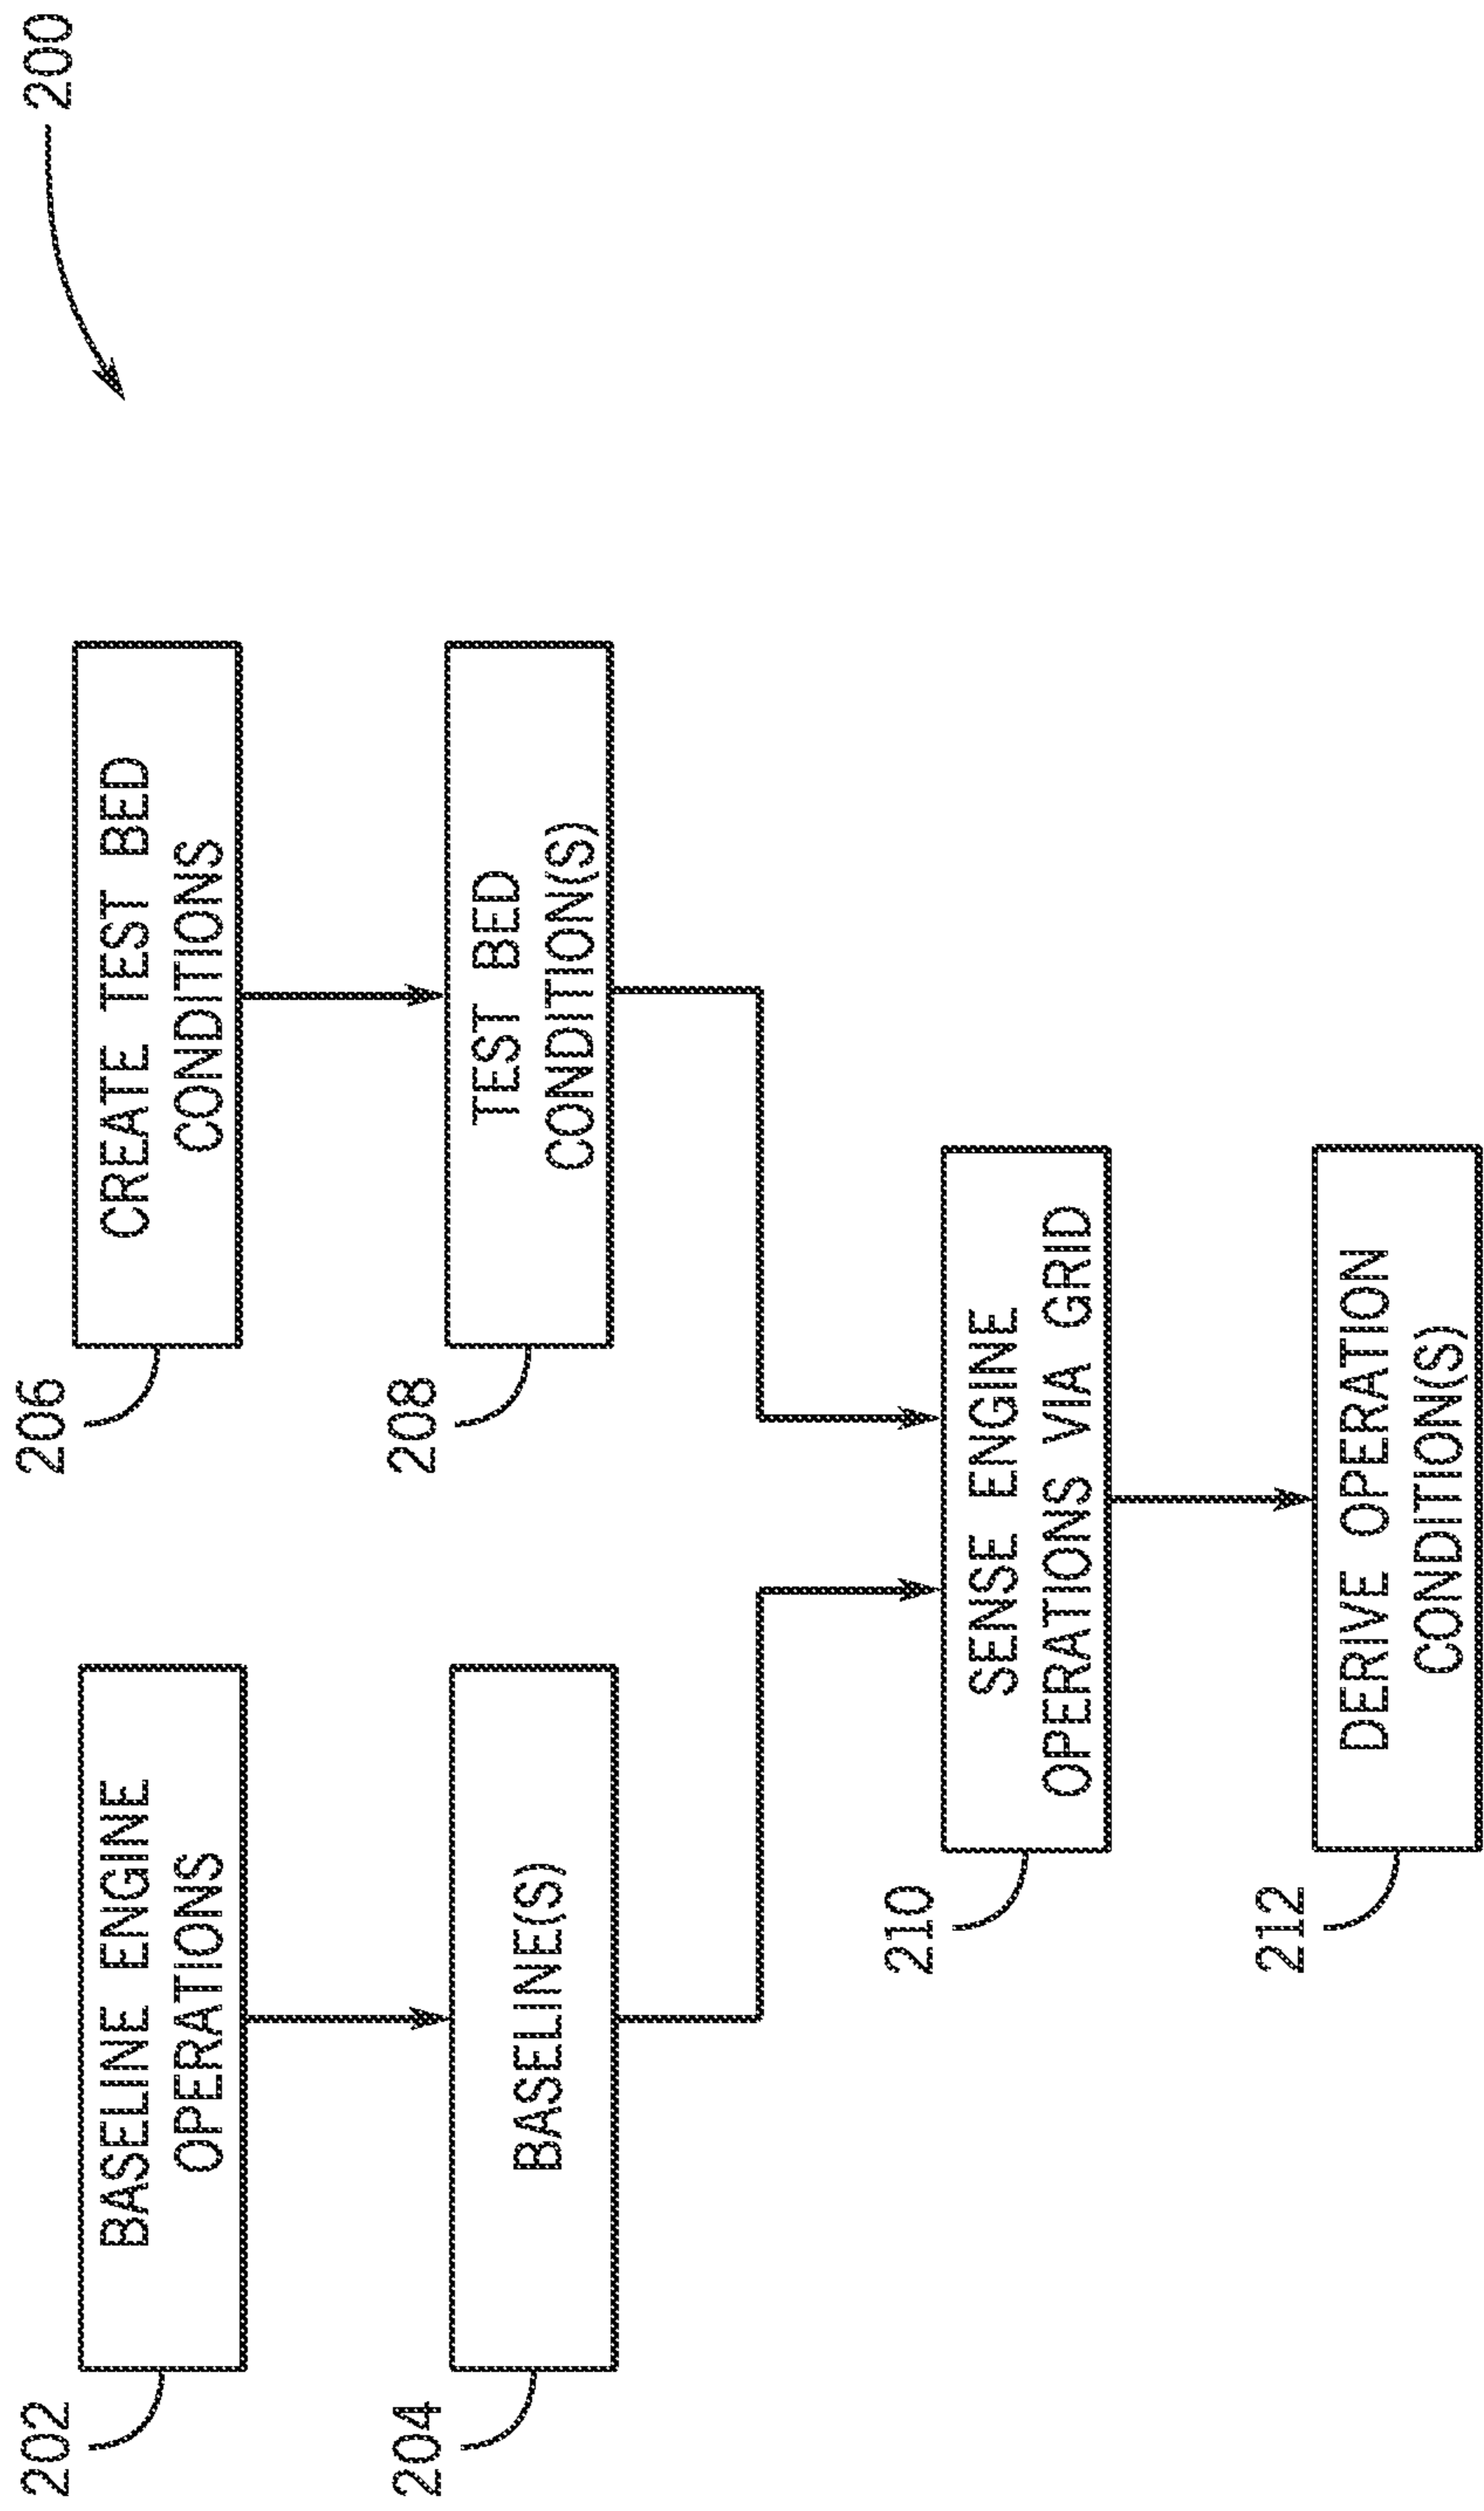 200
202
BASELINE ENGINE
OPERATIONS
206
CREATE TEST BED
CONDITIONS
204
BASELINE(S)
208
TEST BED
CONDITION(S)
210
SENSE ENGINE
OPERATIONS VIA GRID
212
DERIVE OPERATION
CONDITION(S)